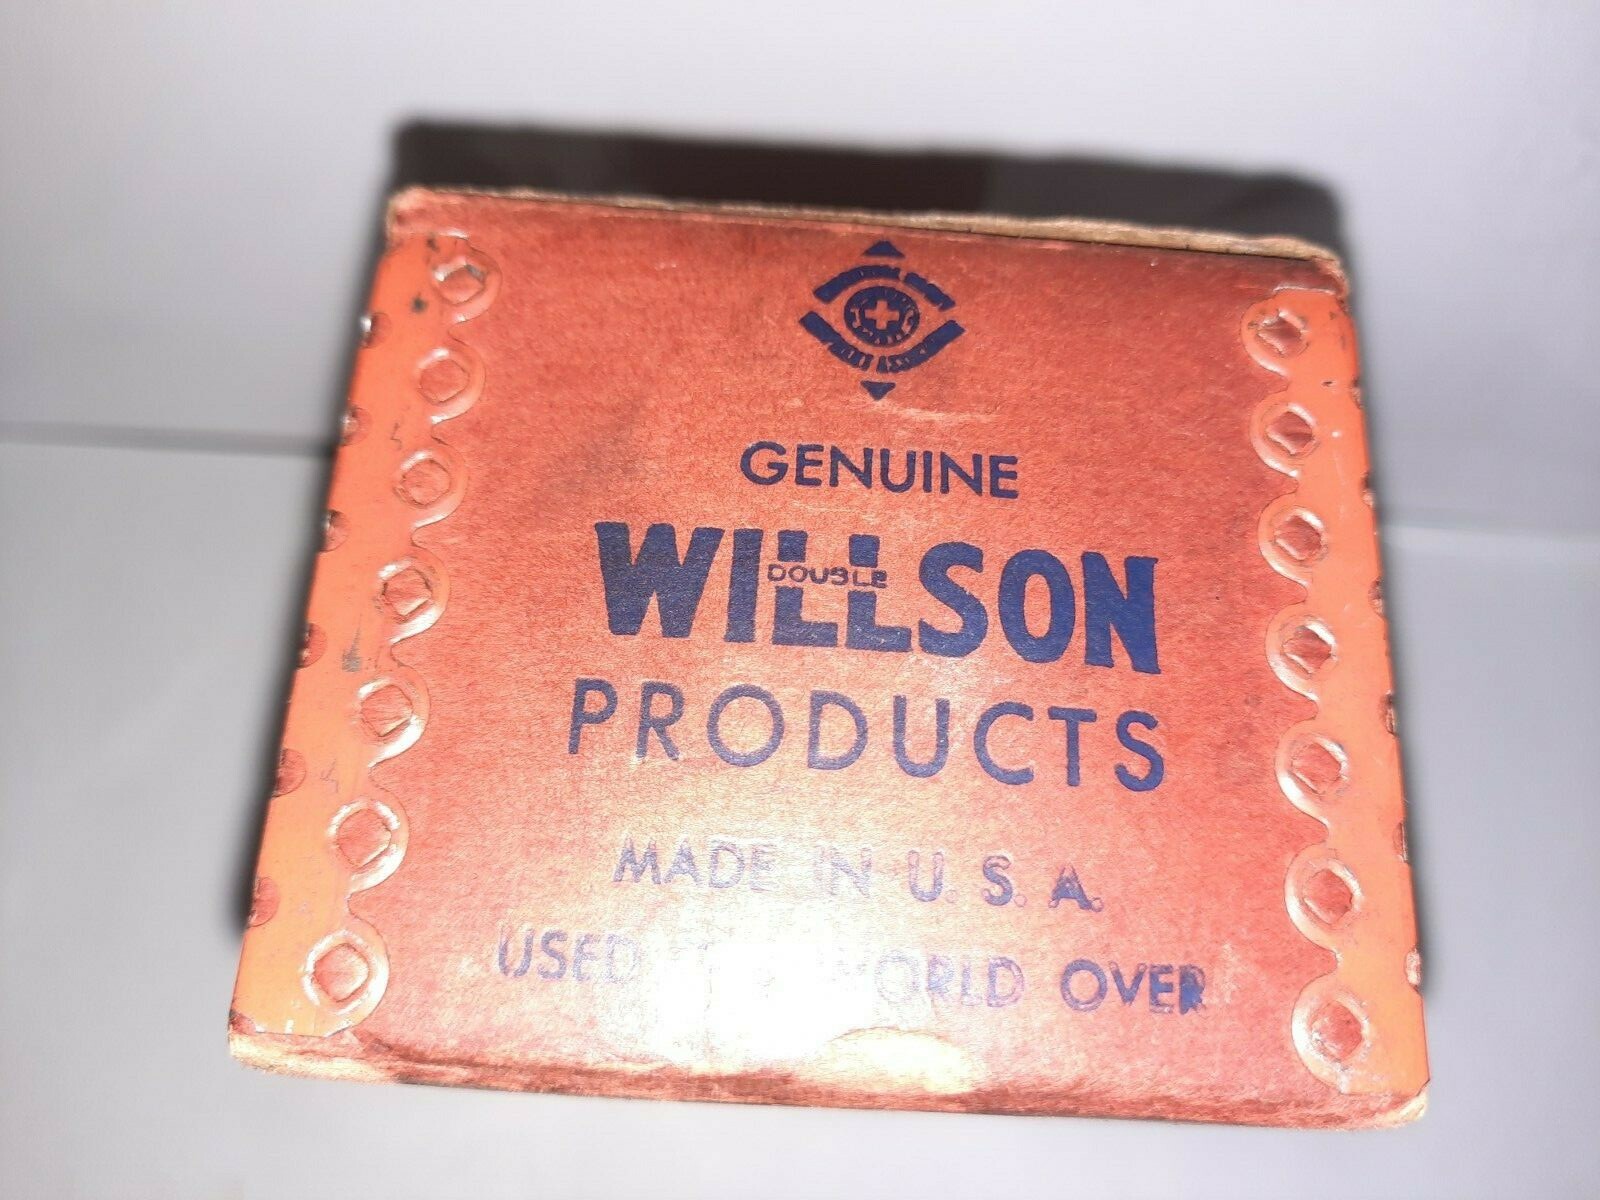 GENUINE
WILLSON
DOUBLE
PRODUCTS
MADE IN U.S.A.
USED WORLD OVER